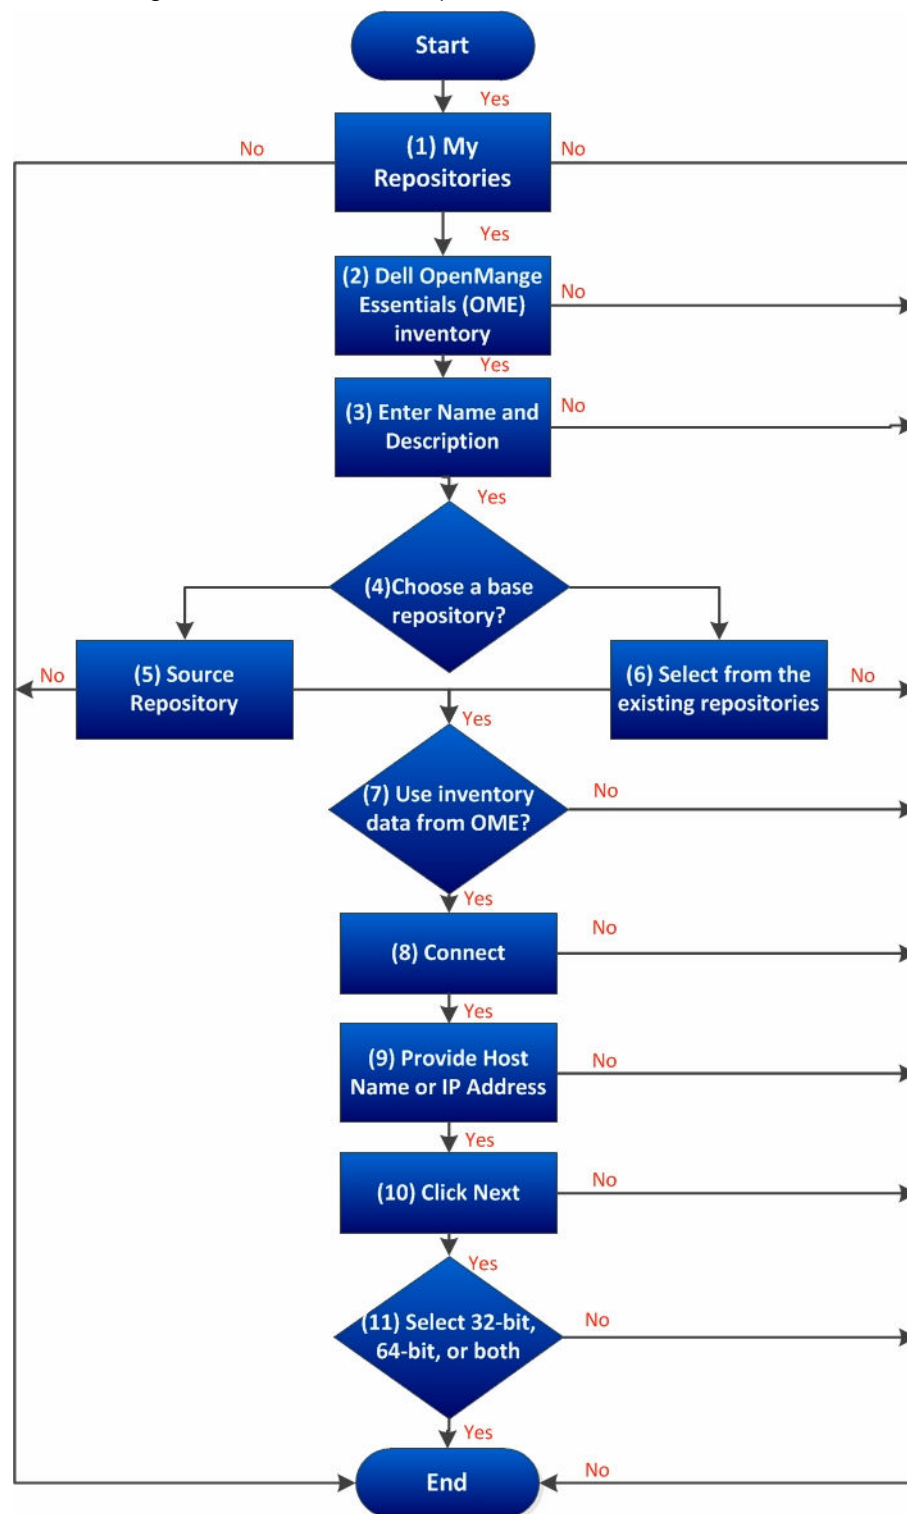 Start
Yes
No
(1) My
Repositories
No
Yes
(2) Dell OpenMange
Essentials (OME)
inventory
No
Yes
(3) Enter Name and
Description
No
Yes
(4)Choose a base
repository?
No
(5) Source
Repository
(6) Select from the
existing repositories
No
Yes
(7) Use inventory
data from OME?
No
Yes
(8) Connect
No
Yes
(9) Provide Host
Name or IP Address
No
Yes
(10) Click Next
No
Yes
(11) Select 32-bit,
64-bit, or both
No
Yes
End
No